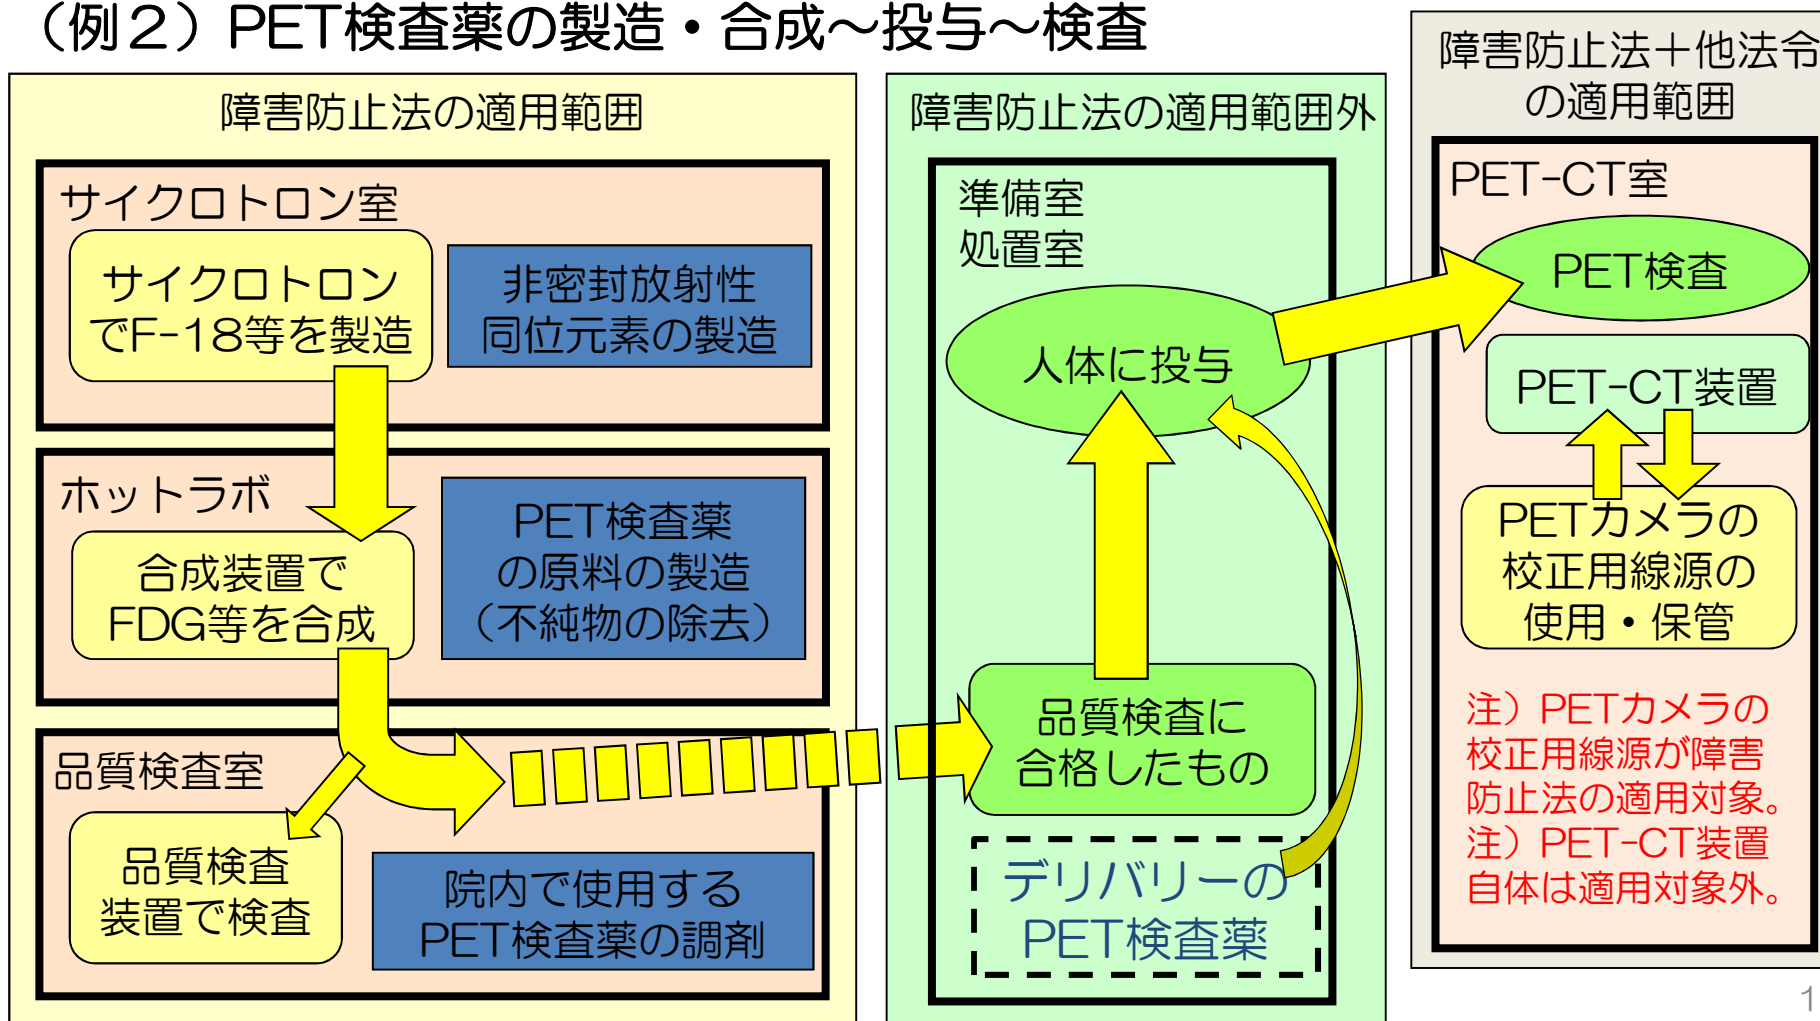 （例２）PET検査薬の製造・合成～投与～検査
障害防止法の適用範囲
サイクロトロン室
サイクロトロン
でF-18等を製造
非密封放射性
同位元素の製造
ホットラボ
合成装置で
FDG等を合成
PET検査薬
の原料の製造
（不純物の除去）
品質検査室
品質検査
装置で検査
院内で使用する
PET検査薬の調剤
障害防止法の適用範囲外
準備室
処置室
人体に投与
品質検査に
合格したもの
デリバリーの
PET検査薬
障害防止法＋他法令
の適用範囲
PET-CT室
PET検査
PET-CT装置
PETカメラの
校正用線源の
使用・保管
注）PETカメラの
校正用線源が障害
防止法の適用対象。
注）PET-CT装置
自体は適用対象外。
1